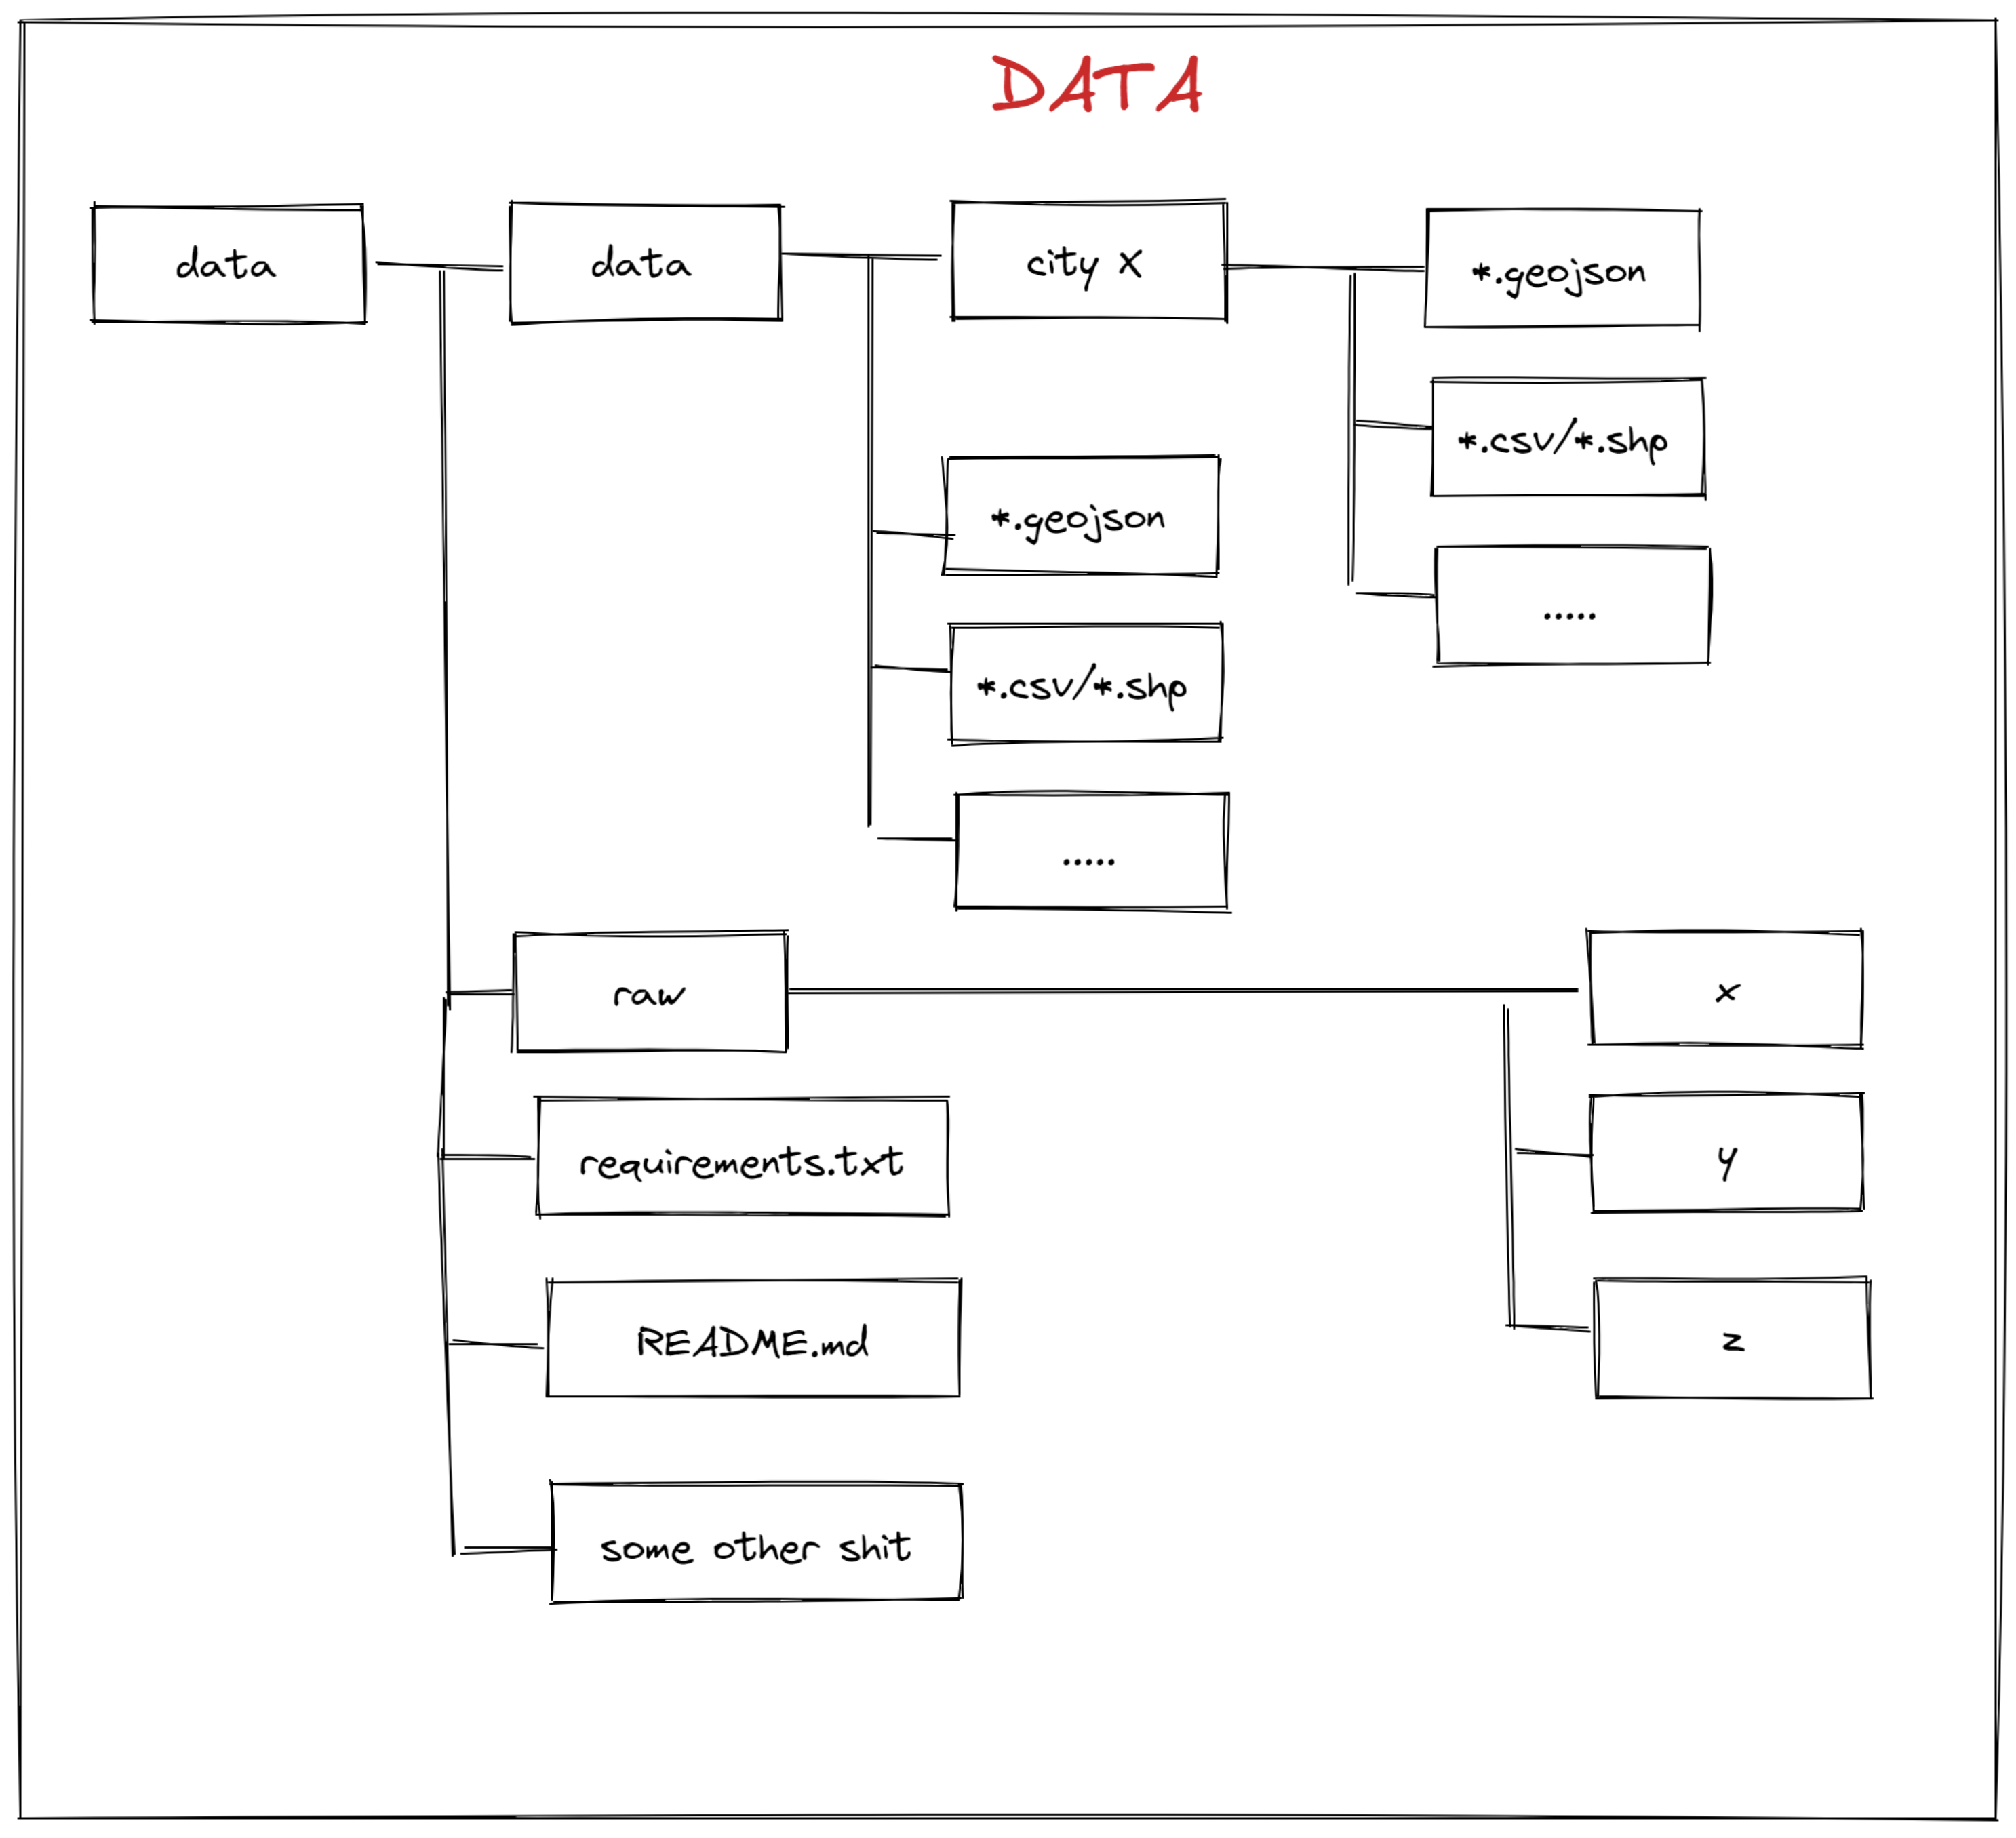 DATA
data
data
city X
*.geojson
*.csv/*.shp
.....
*.geojson
*.csv/*.shp
.....
raw
x
y
z
requirements.txt
README.md
some other shit